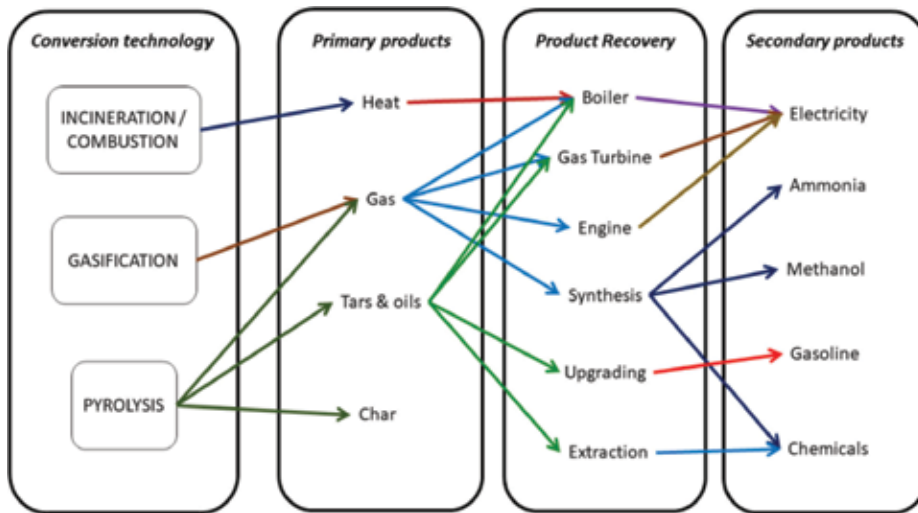 Conversion technology
INCINERATION /
COMBUSTION
GASIFICATION
PYROLYSIS
Primary products
Heat
Gas
Tars & oils
Char
Product Recovery
Boiler
Gas Turbine
Engine
Synthesis
Upgrading
Extraction
Secondary products
Electricity
Ammonia
Methanol
Gasoline
Chemicals